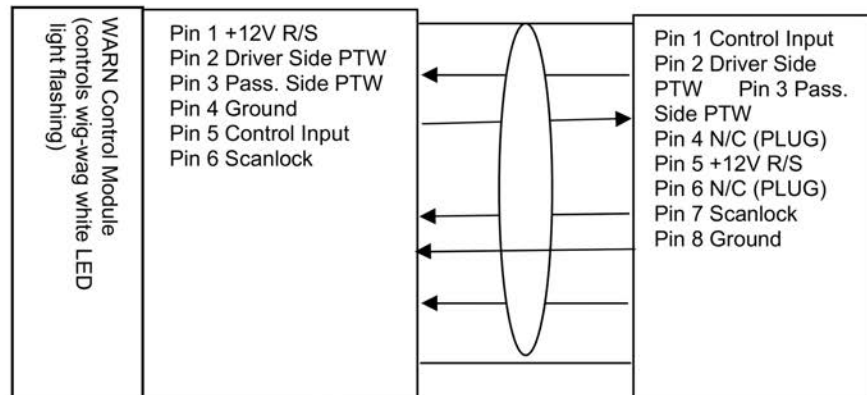 WARN Control Module
(controls wig-wag white LED
light flashing)
Pin 1 +12V R/S
Pin 2 Driver Side PTW
Pin 3 Pass. Side PTW
Pin 4 Ground
Pin 5 Control Input
Pin 6 Scanlock
Pin 1 Control Input
Pin 2 Driver Side
PTW Pin 3 Pass.
Side PTW
Pin 4 N/C (PLUG)
Pin 5 +12V R/S
Pin 6 N/C (PLUG)
Pin 7 Scanlock
Pin 8 Ground